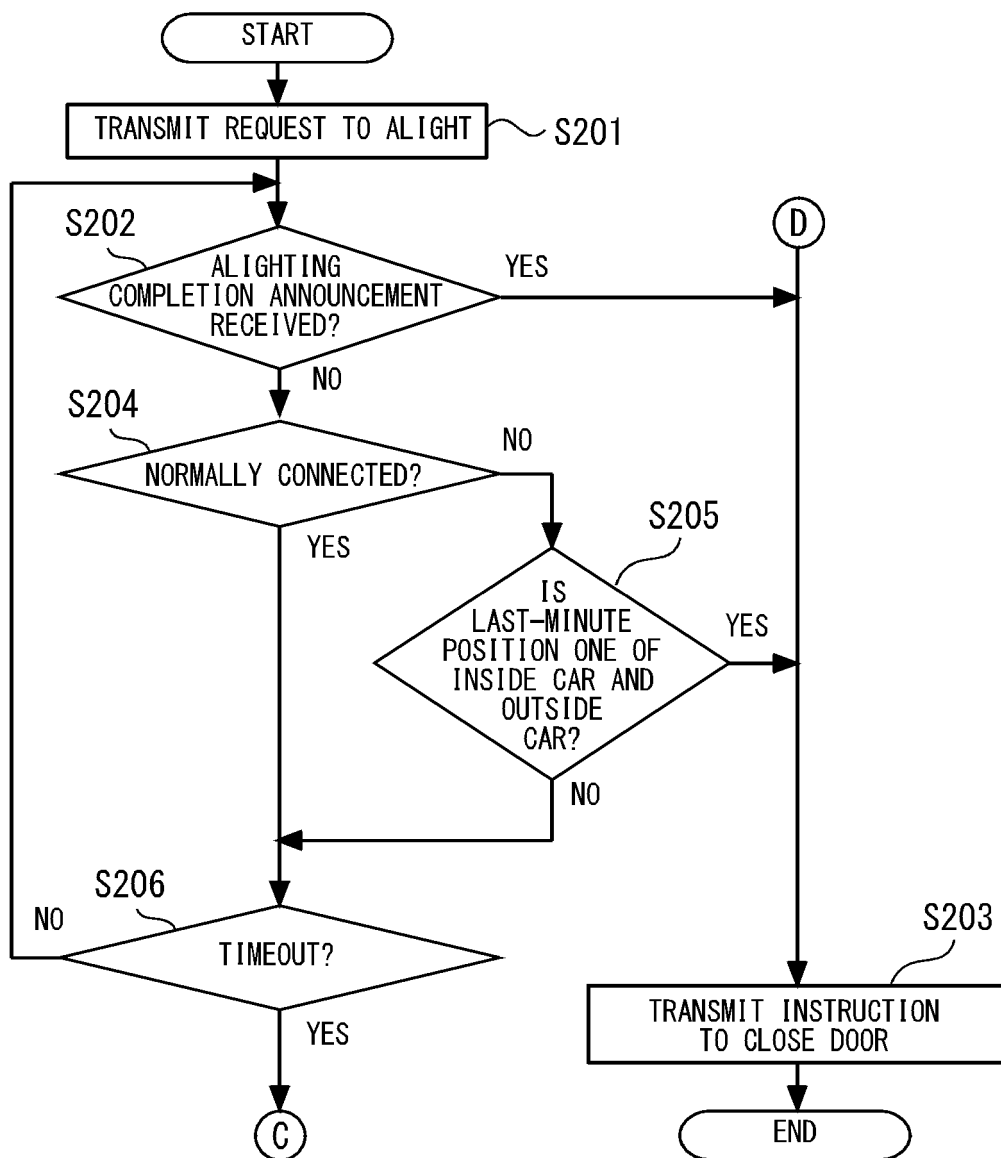 START
TRANSMIT REQUEST TO ALIGHT
S201
S202
D
ALIGHTING
COMPLETION ANNOUNCEMENT
RECEIVED?
YES
NO
S204
NORMALLY CONNECTED?
NO
YES
S205
IS
LAST-MINUTE
POSITION ONE OF
INSIDE CAR AND
OUTSIDE
CAR?
YES
NO
S206
NO
TIMEOUT?
YES
S203
TRANSMIT INSTRUCTION
TO CLOSE DOOR
C
END